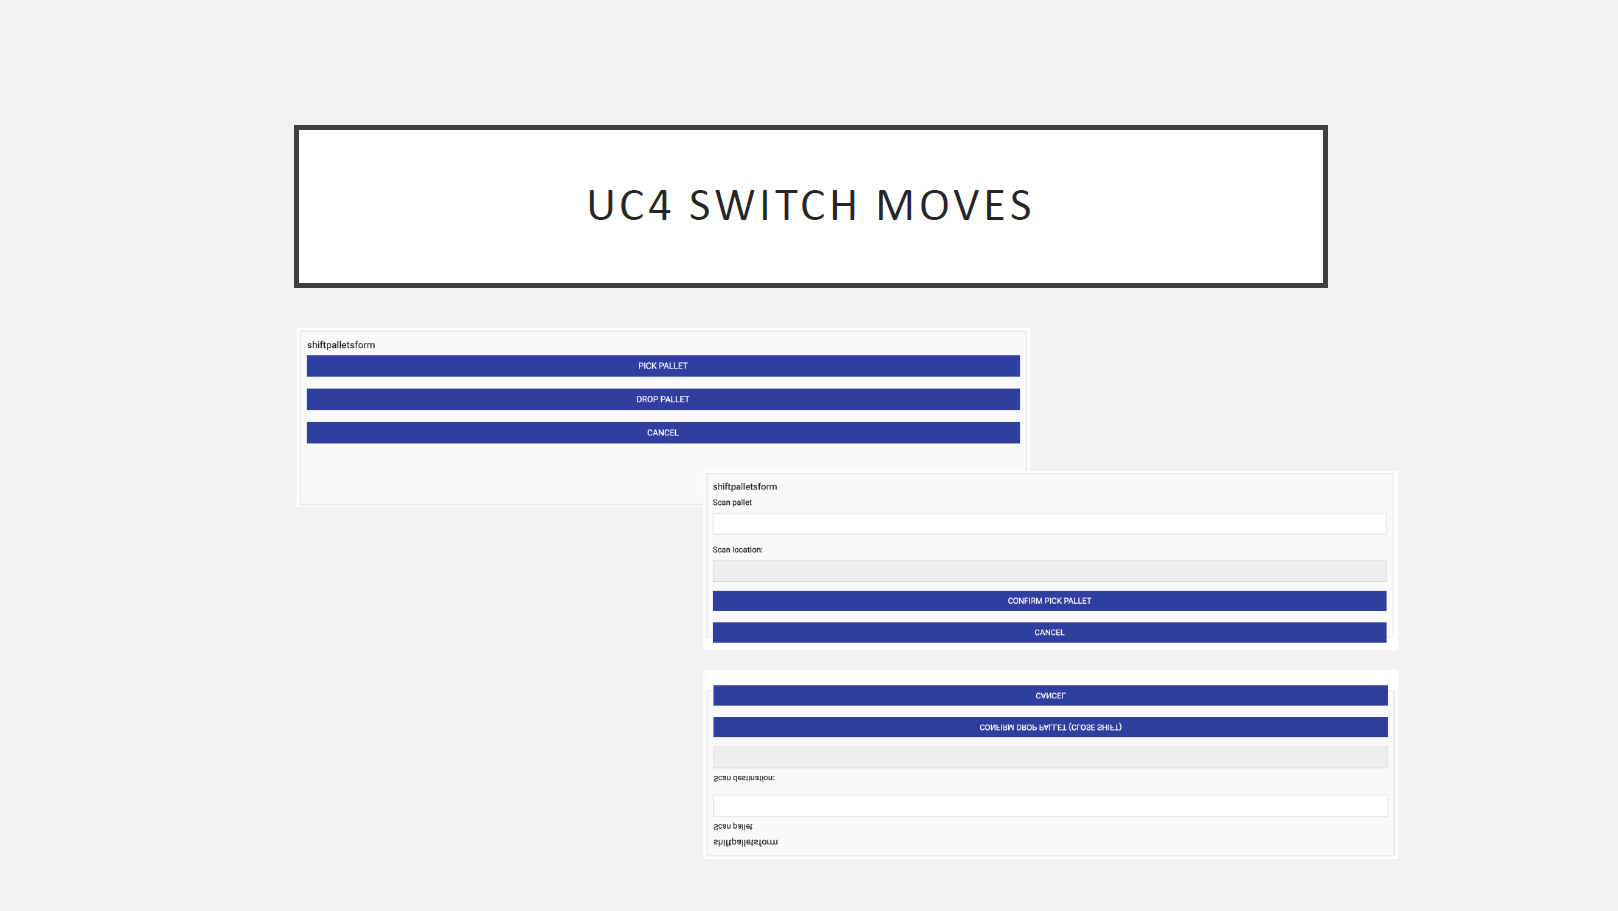 UC4 SWITCH MOVES
shiftpalletsform
PICK PALLET
DROP PALLET
CANCEL
shiftpalletsform
Scan pallet
Scan location:
CONFIRM PICK PALLET
CANCEL
CANCEL
CONFIRM DROP PALLET (CLOSE SHIFT)
Scan destination:
Scan pallet
shiftpalletsform